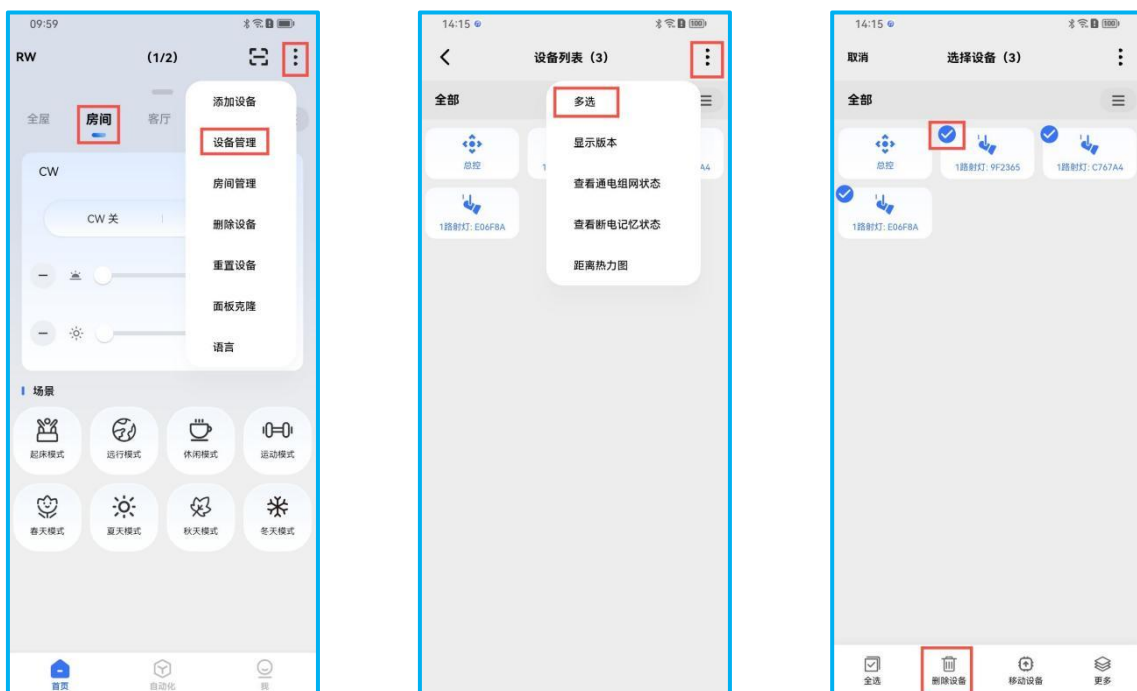 09:59
RW (1/2)
添加设备
全屋 房间 客厅
设备管理
CW
房间管理
CW 关
删除设备
重置设备
面板克隆
语言
场景
起床模式 远行模式 休闲模式 运动模式
春天模式 夏天模式 秋天模式 冬天模式
首页 自动化 我
14:15
设备列表（3）
全部
多选
显示版本
总控 1 A4
查看通电组网状态
1路射灯: E06F8A
查看断电记忆状态
距离热力图
14:15 100
取消 选择设备（3）
全部
总控 1路射灯: 9F2365 1路射灯: C767A4
1路射灯: E06F8A
全选 删除设备 移动设备 更多